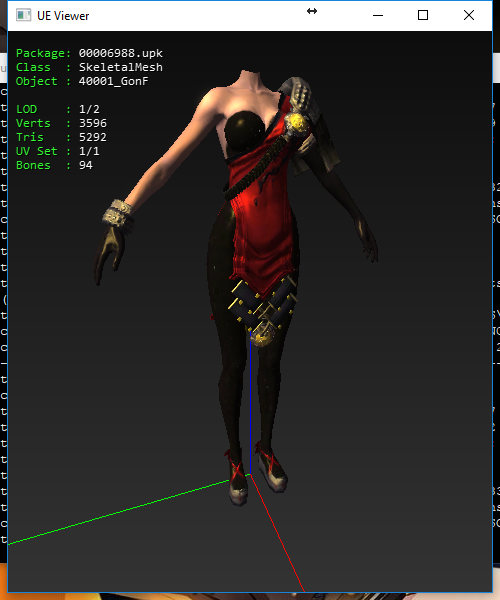 UE Viewer
Package: 00006988.upk
Class : SkeletalMesh
Object : 40001_GonF
LOD : 1/2
Verts : 3596
Tris : 5292
UV Set : 1/1
Bones : 94